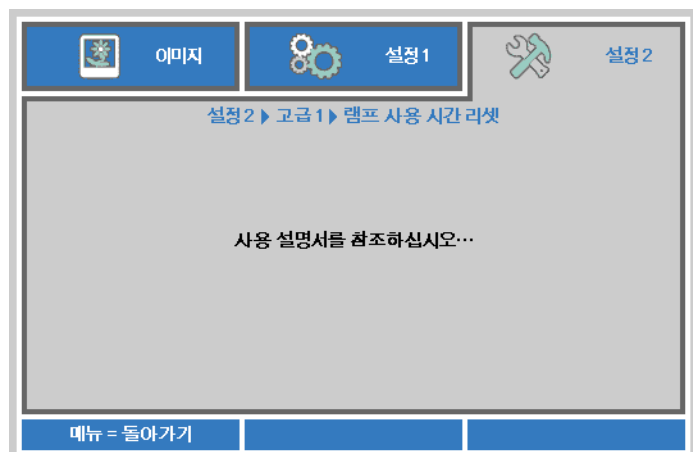 이미지
설정 1
설정 2
설정 2 ▶ 고급 1 ▶ 램프 사용 시간 리셋
사용 설명서를 참조하십시오…
메뉴 = 돌아가기